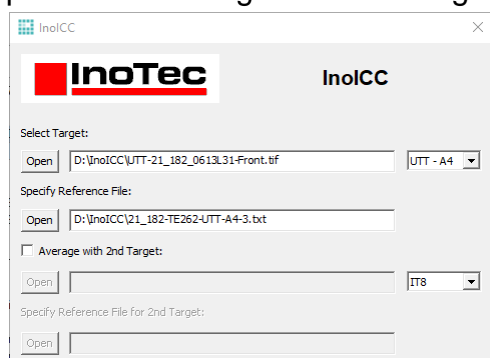 InoICC
InoTec
InoICC
Select Target:
Open D:\InoICC\UTT-21_182_0613L31-Front.tif UTT - A4
Specify Reference File:
Open D:\InoICC\21_182-TE262-UTT-A4-3.txt
Average with 2nd Target:
Open IT8
Specify Reference File for 2nd Target:
Open